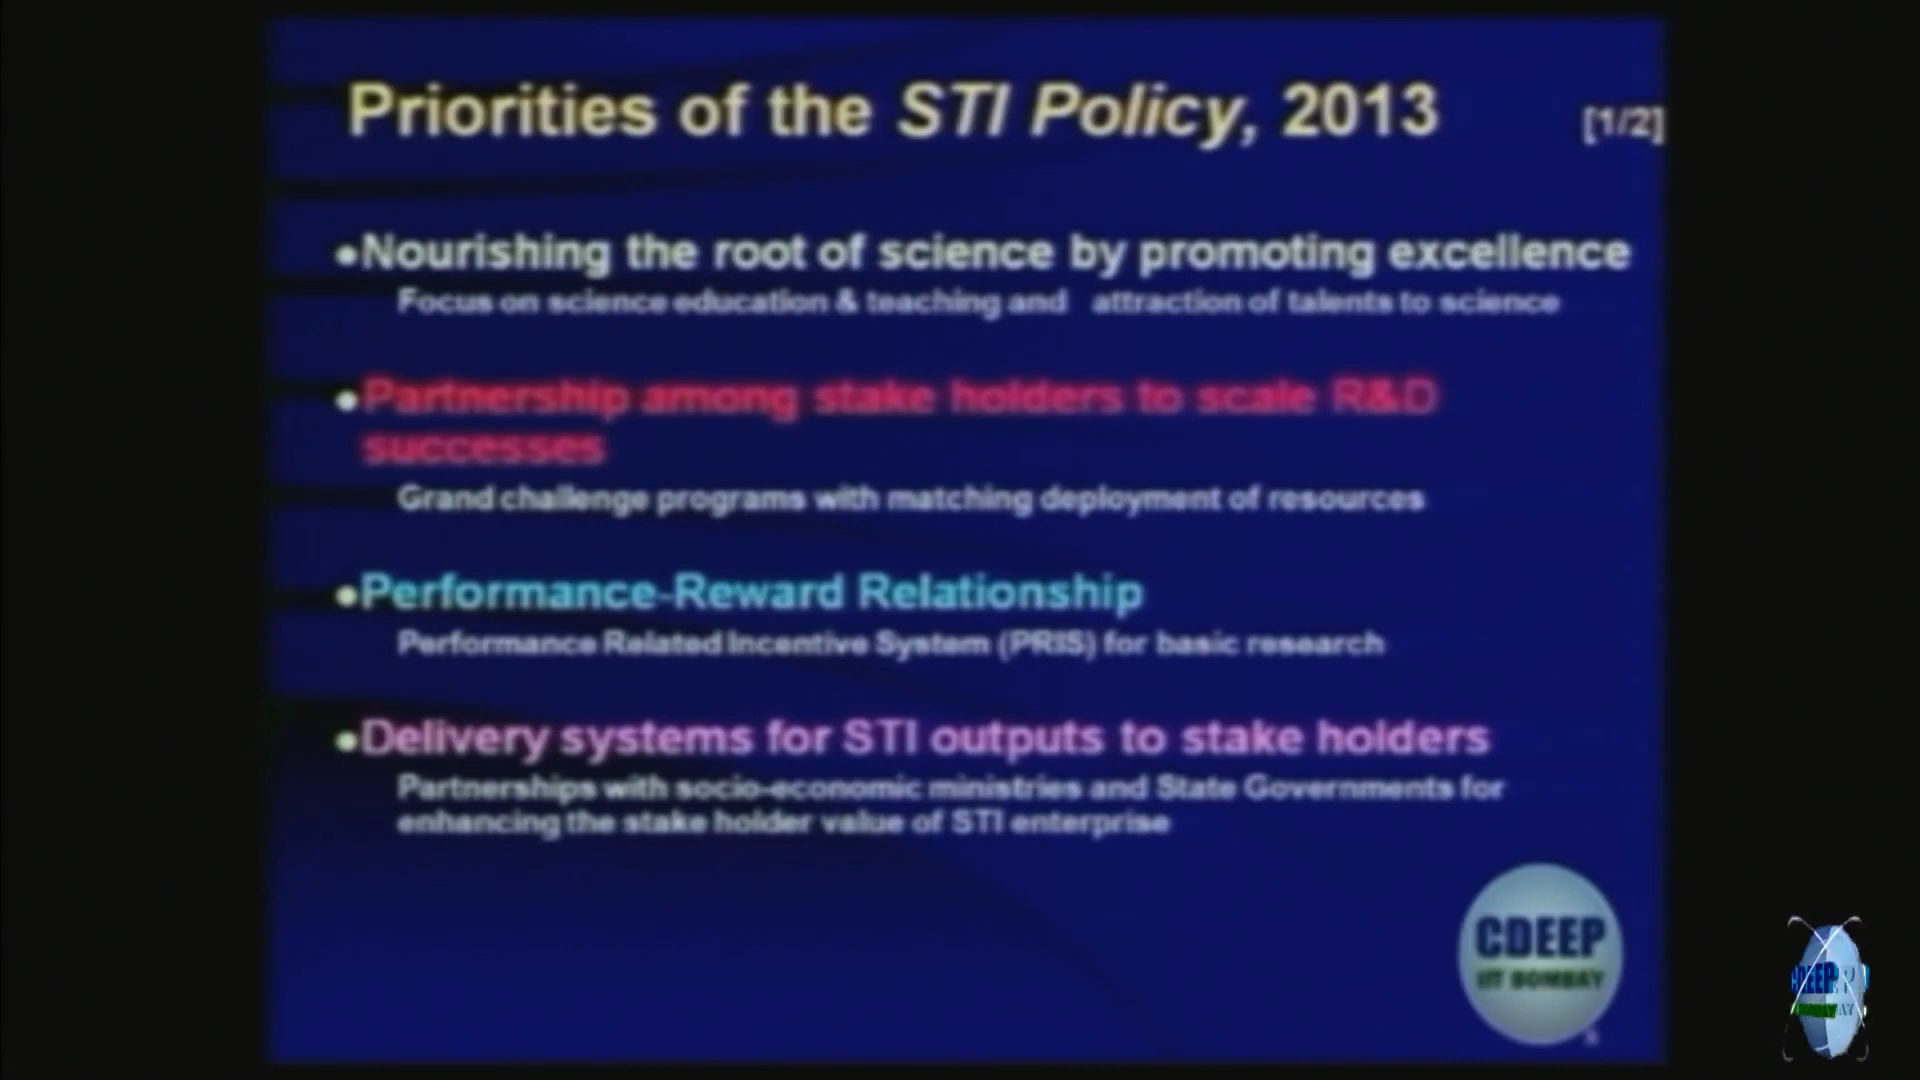 Priorities of the STI Policy, 2013 [1/2]
•Nourishing the root of science by promoting excellence
Focus on science education & teaching and attraction of talents to science
•Partnership among stake holders to scale R&D
successes
Grand challenge programs with matching deployment of resources
•Performance-Reward Relationship
Performance Related Incentive System (PRIS) for basic research
•Delivery systems for STI outputs to stake holders
Partnerships with socio-economic ministries and State Governments for
enhancing the stake holder value of STI enterprise
CDEEP
IIT BOMBAY
CDEEP